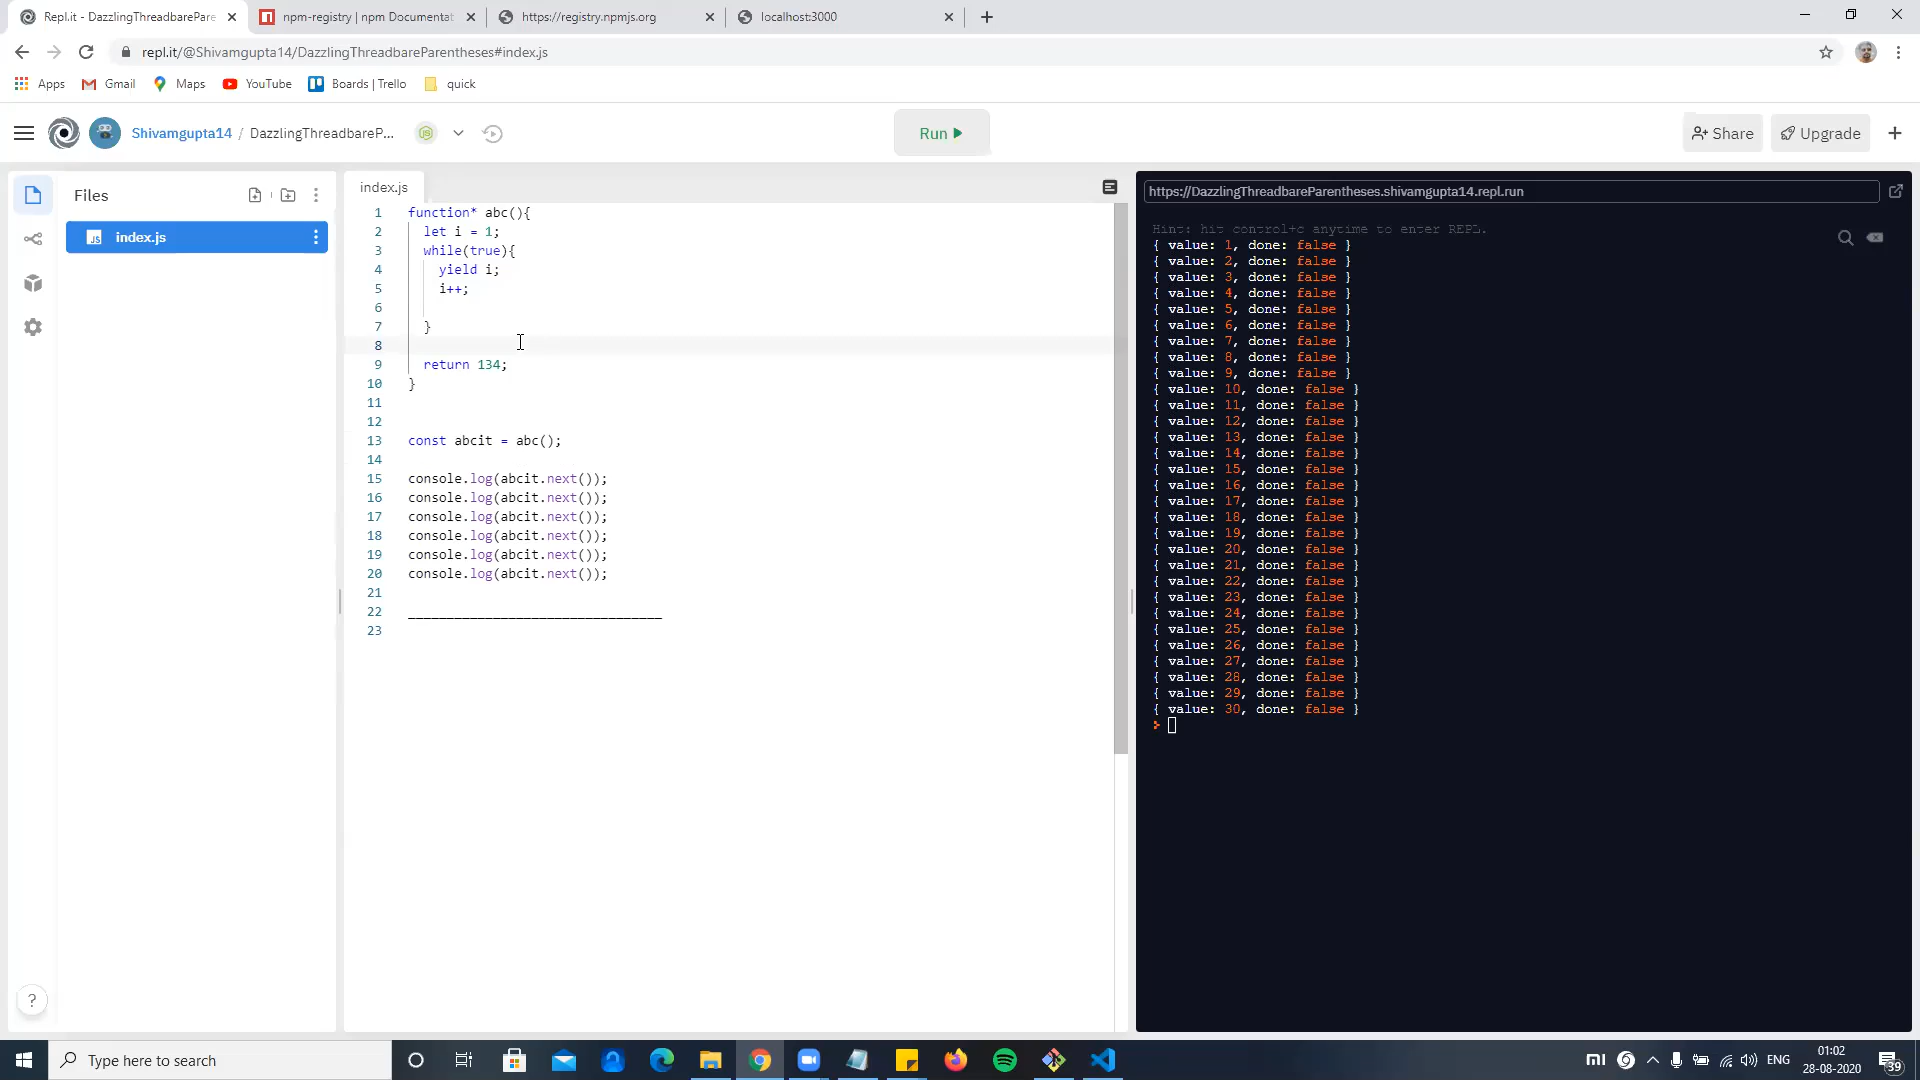 Repl.it - DazzlingThreadbarePare
npm-registry | npm Documentat
https://registry.npmjs.org
localhost:3000
repl.it/@Shivamgupta14/DazzlingThreadbareParentheses#index.js
Apps
Gmail
Maps
YouTube
Boards | Trello
quick
Shivamgupta14 / DazzlingThreadbareP...
Run
Share
Upgrade
Files
index.js
index.js
1 function* abc(){
2 let i = 1;
3 while(true){
4 yield i;
5 i++;
6
7 }
8
9 return 134;
10 }
11
12
13 const abcit = abc();
14
15 console.log(abcit.next());
16 console.log(abcit.next());
17 console.log(abcit.next());
18 console.log(abcit.next());
19 console.log(abcit.next());
20 console.log(abcit.next());
21
22 _________________________________
23
https://DazzlingThreadbareParentheses.shivamgupta14.repl.run
Hint: hit control+c anytime to enter REPL.
{ value: 1, done: false }
{ value: 2, done: false }
{ value: 3, done: false }
{ value: 4, done: false }
{ value: 5, done: false }
{ value: 6, done: false }
{ value: 7, done: false }
{ value: 8, done: false }
{ value: 9, done: false }
{ value: 10, done: false }
{ value: 11, done: false }
{ value: 12, done: false }
{ value: 13, done: false }
{ value: 14, done: false }
{ value: 15, done: false }
{ value: 16, done: false }
{ value: 17, done: false }
{ value: 18, done: false }
{ value: 19, done: false }
{ value: 20, done: false }
{ value: 21, done: false }
{ value: 22, done: false }
{ value: 23, done: false }
{ value: 24, done: false }
{ value: 25, done: false }
{ value: 26, done: false }
{ value: 27, done: false }
{ value: 28, done: false }
{ value: 29, done: false }
{ value: 30, done: false }
?
Type here to search
ENG
01:02
28-08-2020
39